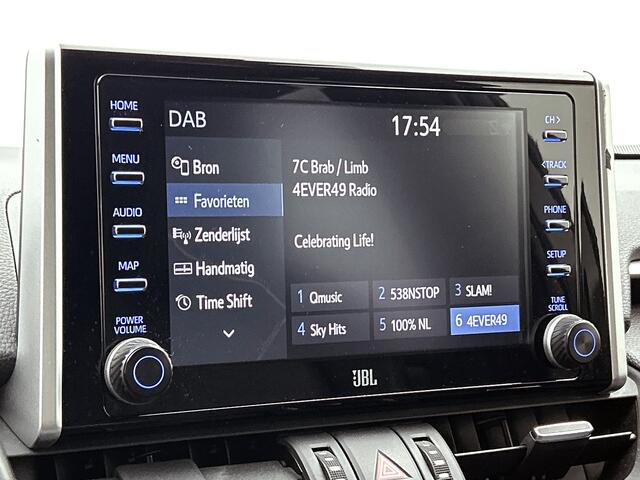 HOME
MENU
AUDIO
MAP
POWER
VOLUME
DAB
17:54
Bron
Favorieten
Zenderlijst
Handmatig
Time Shift
7C Brab / Limb
4EVER49 Radio
Celebrating Life!
1 Qmusic
2 538NSTOP
3 SLAM!
4 Sky Hits
5 100% NL
6 4EVER49
CH >
< TRACK
PHONE
SETUP
TUNE
SCROLL
JBL